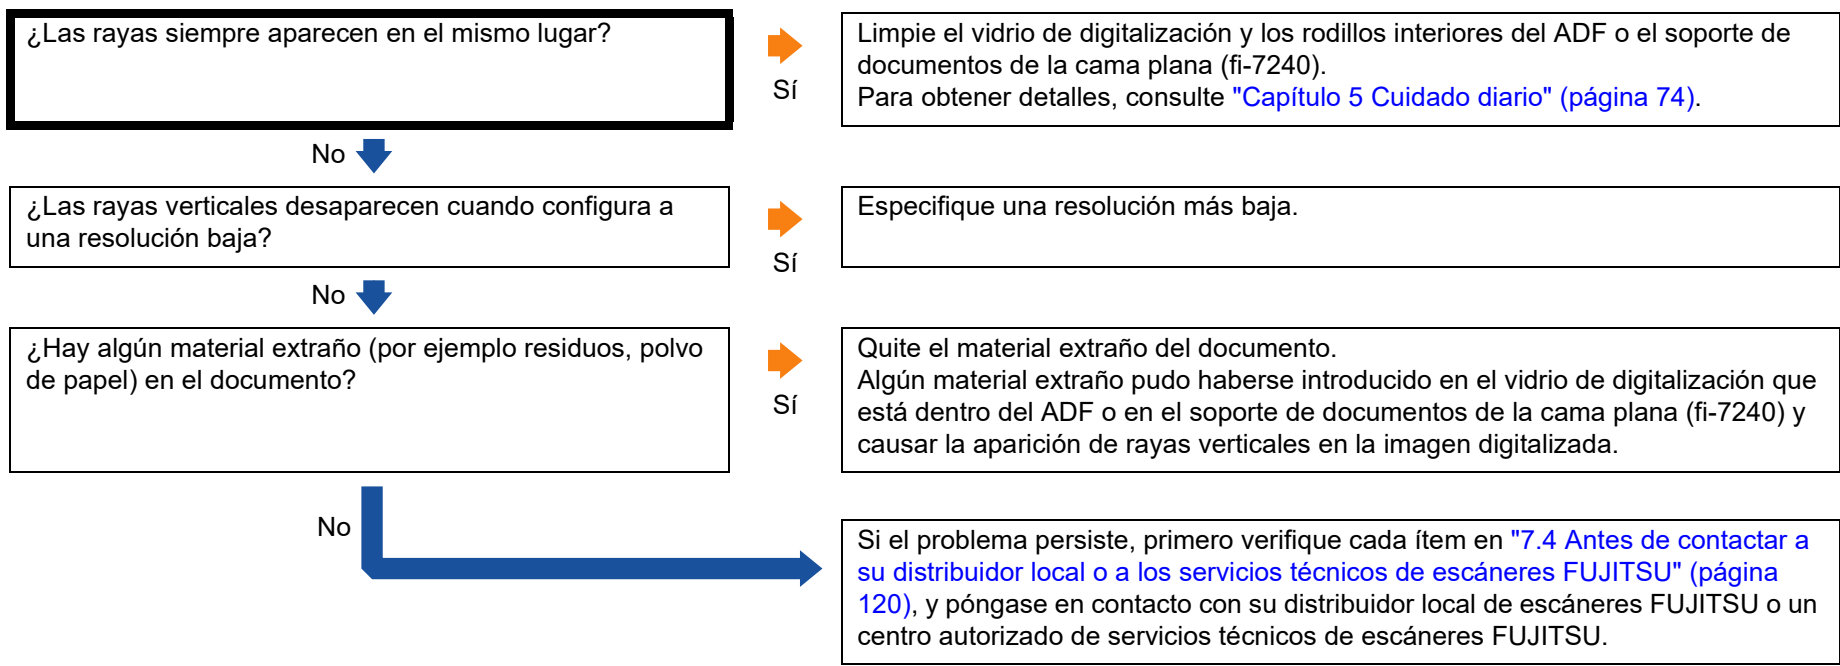 ¿Las rayas siempre aparecen en el mismo lugar?
Sí
Limpie el vidrio de digitalización y los rodillos interiores del ADF o el soporte de
documentos de la cama plana (fi-7240).
Para obtener detalles, consulte "Capítulo 5 Cuidado diario" (página 74).
No
¿Las rayas verticales desaparecen cuando configura a
una resolución baja?
Sí
Especifique una resolución más baja.
No
¿Hay algún material extraño (por ejemplo residuos, polvo
de papel) en el documento?
Sí
Quite el material extraño del documento.
Algún material extraño pudo haberse introducido en el vidrio de digitalización que
está dentro del ADF o en el soporte de documentos de la cama plana (fi-7240) y
causar la aparición de rayas verticales en la imagen digitalizada.
No
Si el problema persiste, primero verifique cada ítem en "7.4 Antes de contactar a
su distribuidor local o a los servicios técnicos de escáneres FUJITSU" (página
120), y póngase en contacto con su distribuidor local de escáneres FUJITSU o un
centro autorizado de servicios técnicos de escáneres FUJITSU.